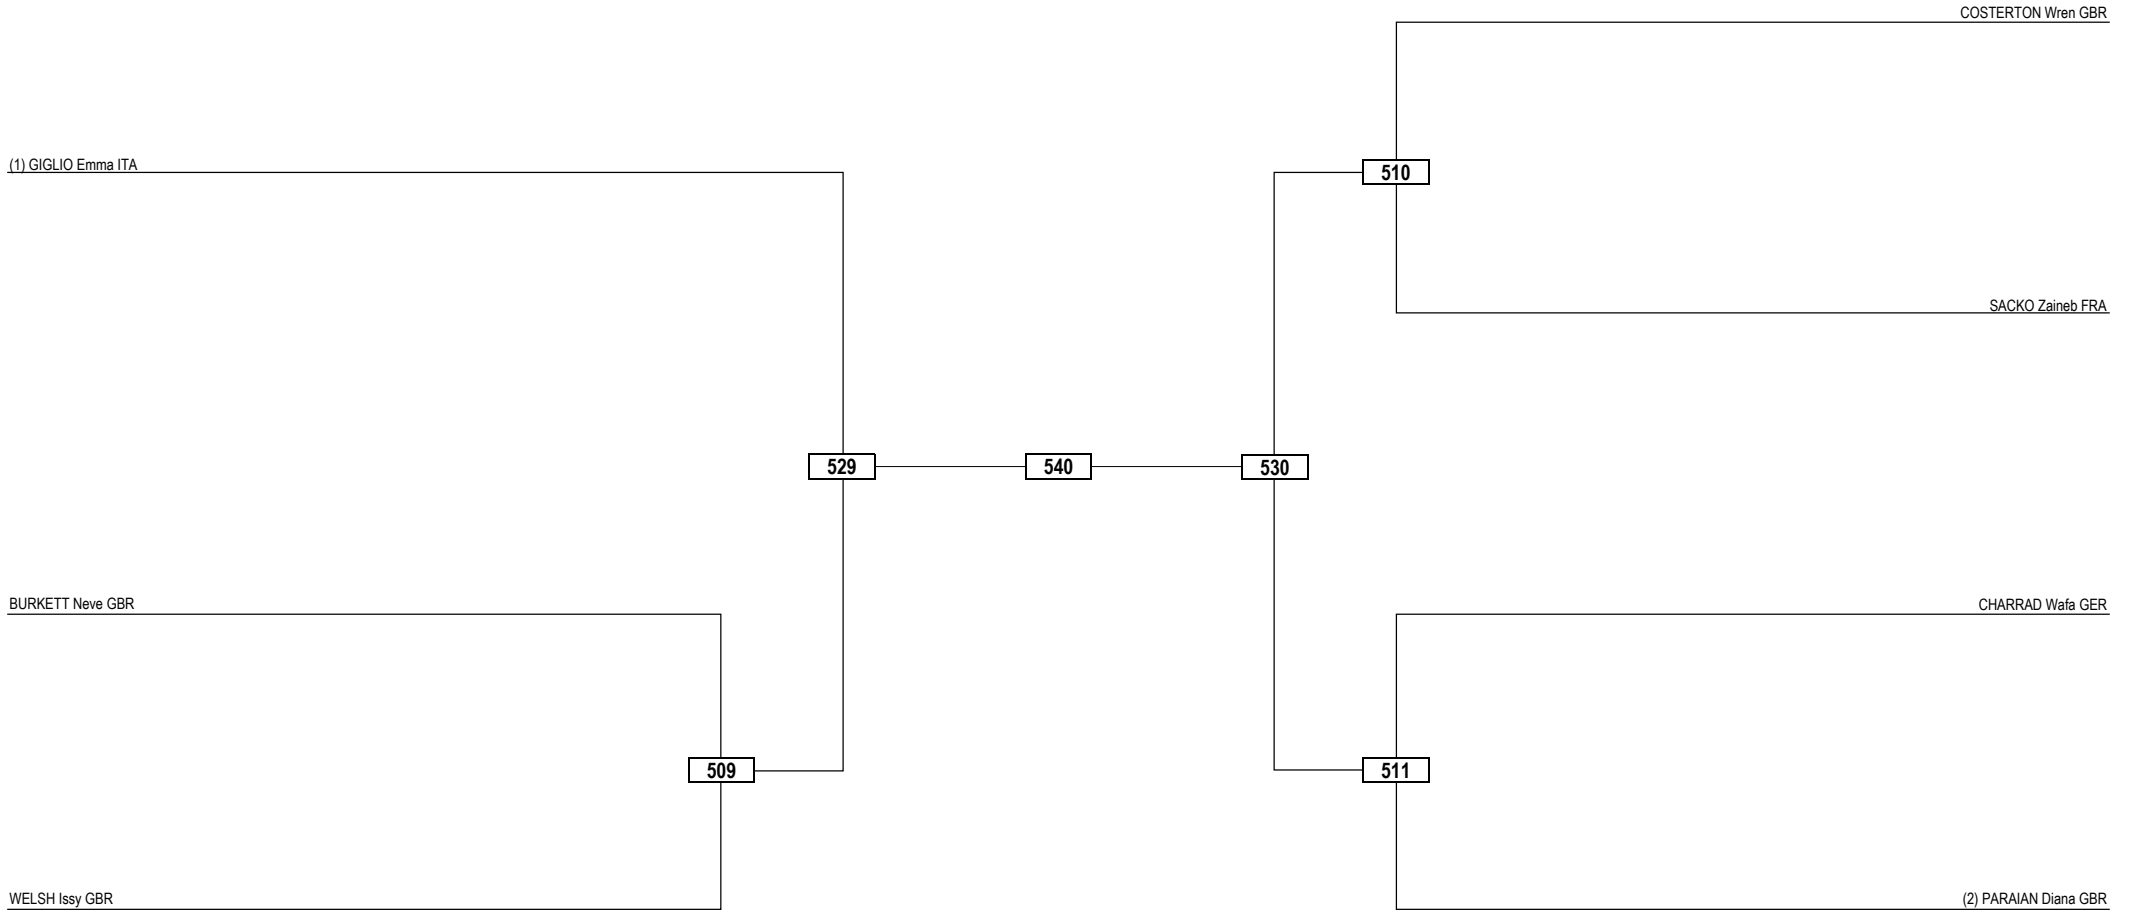 COSTERTON Wren GBR
(1) GIGLIO Emma ITA
510
SACKO Zaineb FRA
529
540
530
BURKETT Neve GBR
CHARRAD Wafa GER
509
511
WELSH Issy GBR
(2) PARAIAN Diana GBR